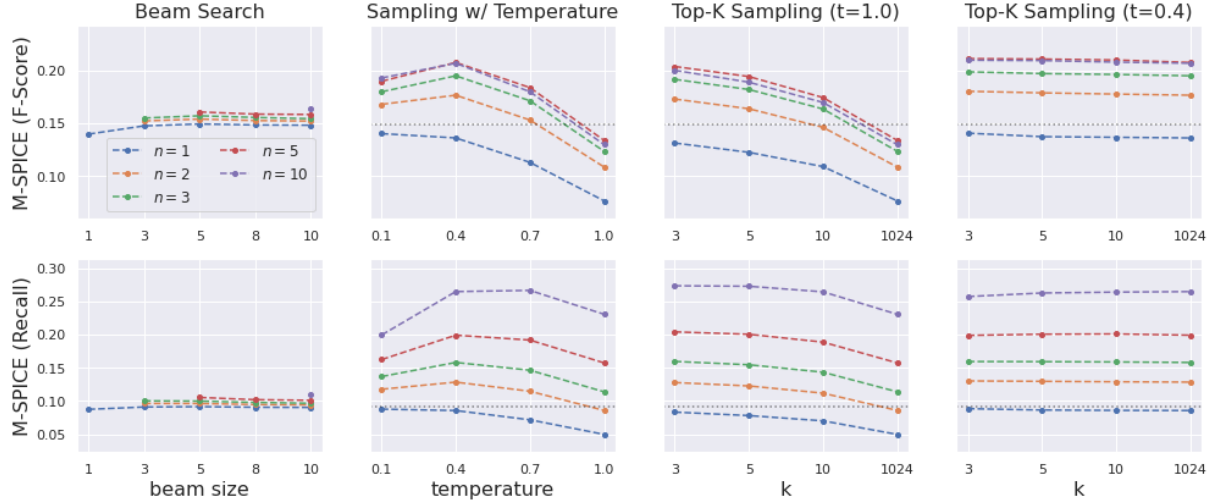 Beam Search
Sampling w/ Temperature
Top-K Sampling (t=1.0)
Top-K Sampling (t=0.4)
M-SPICE (F-Score)
0.20
0.15
0.10
n = 1
n = 2
n = 3
n = 5
n = 10
1 3 5 8 10
0.1 0.4 0.7 1.0
3 5 10 1024
3 5 10 1024
M-SPICE (Recall)
0.30
0.25
0.20
0.15
0.10
0.05
1 3 5 8 10
0.1 0.4 0.7 1.0
3 5 10 1024
3 5 10 1024
beam size
temperature
k
k